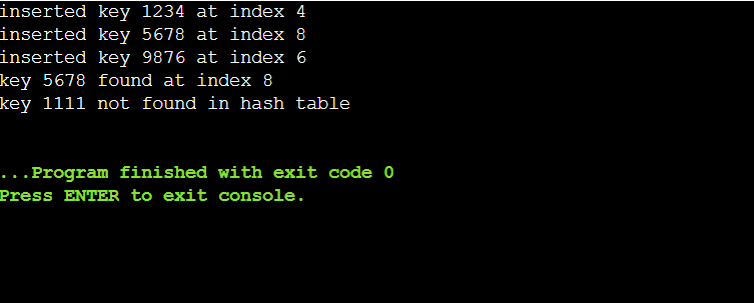 inserted key 1234 at index 4
inserted key 5678 at index 8
inserted key 9876 at index 6
key 5678 found at index 8
key 1111 not found in hash table
...Program finished with exit code 0
Press ENTER to exit console.